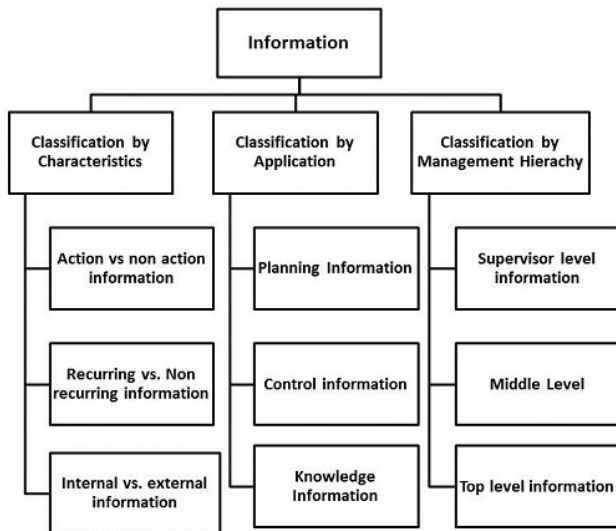 Information
Classification by
Characteristics
Classification by
Application
Classification by
Management Hierachy
Action vs non action
information
Planning Information
Supervisor level
information
Recurring vs. Non
recurring information
Control information
Middle Level
Internal vs. external
information
Knowledge
Information
Top level information